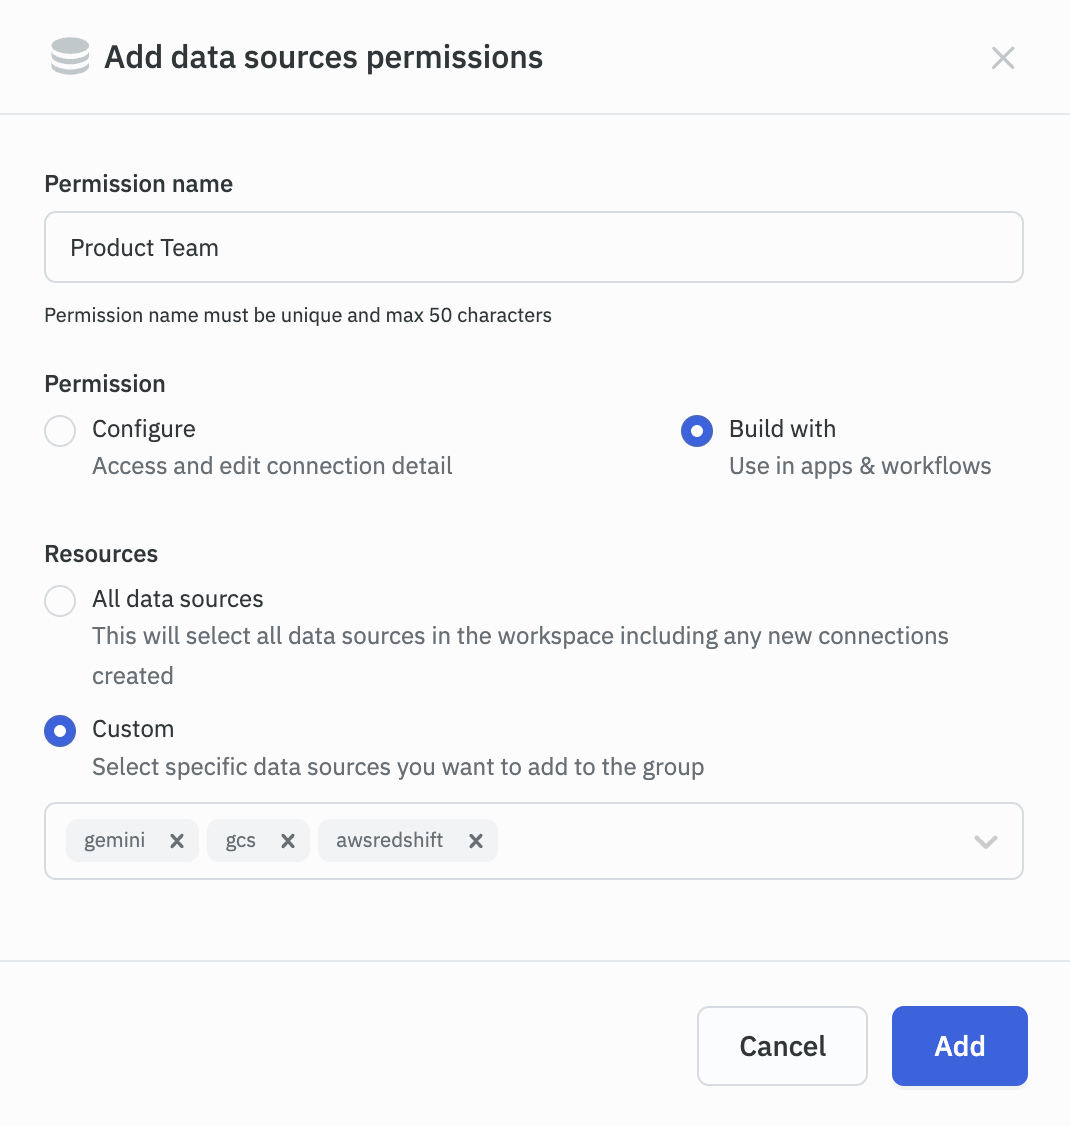 Add data sources permissions
Permission name
Product Team
Permission name must be unique and max 50 characters
Permission
Configure
Access and edit connection detail
Build with
Use in apps & workflows
Resources
All data sources
This will select all data sources in the workspace including any new connections
created
Custom
Select specific data sources you want to add to the group
gemini gcs awsredshift
Cancel Add